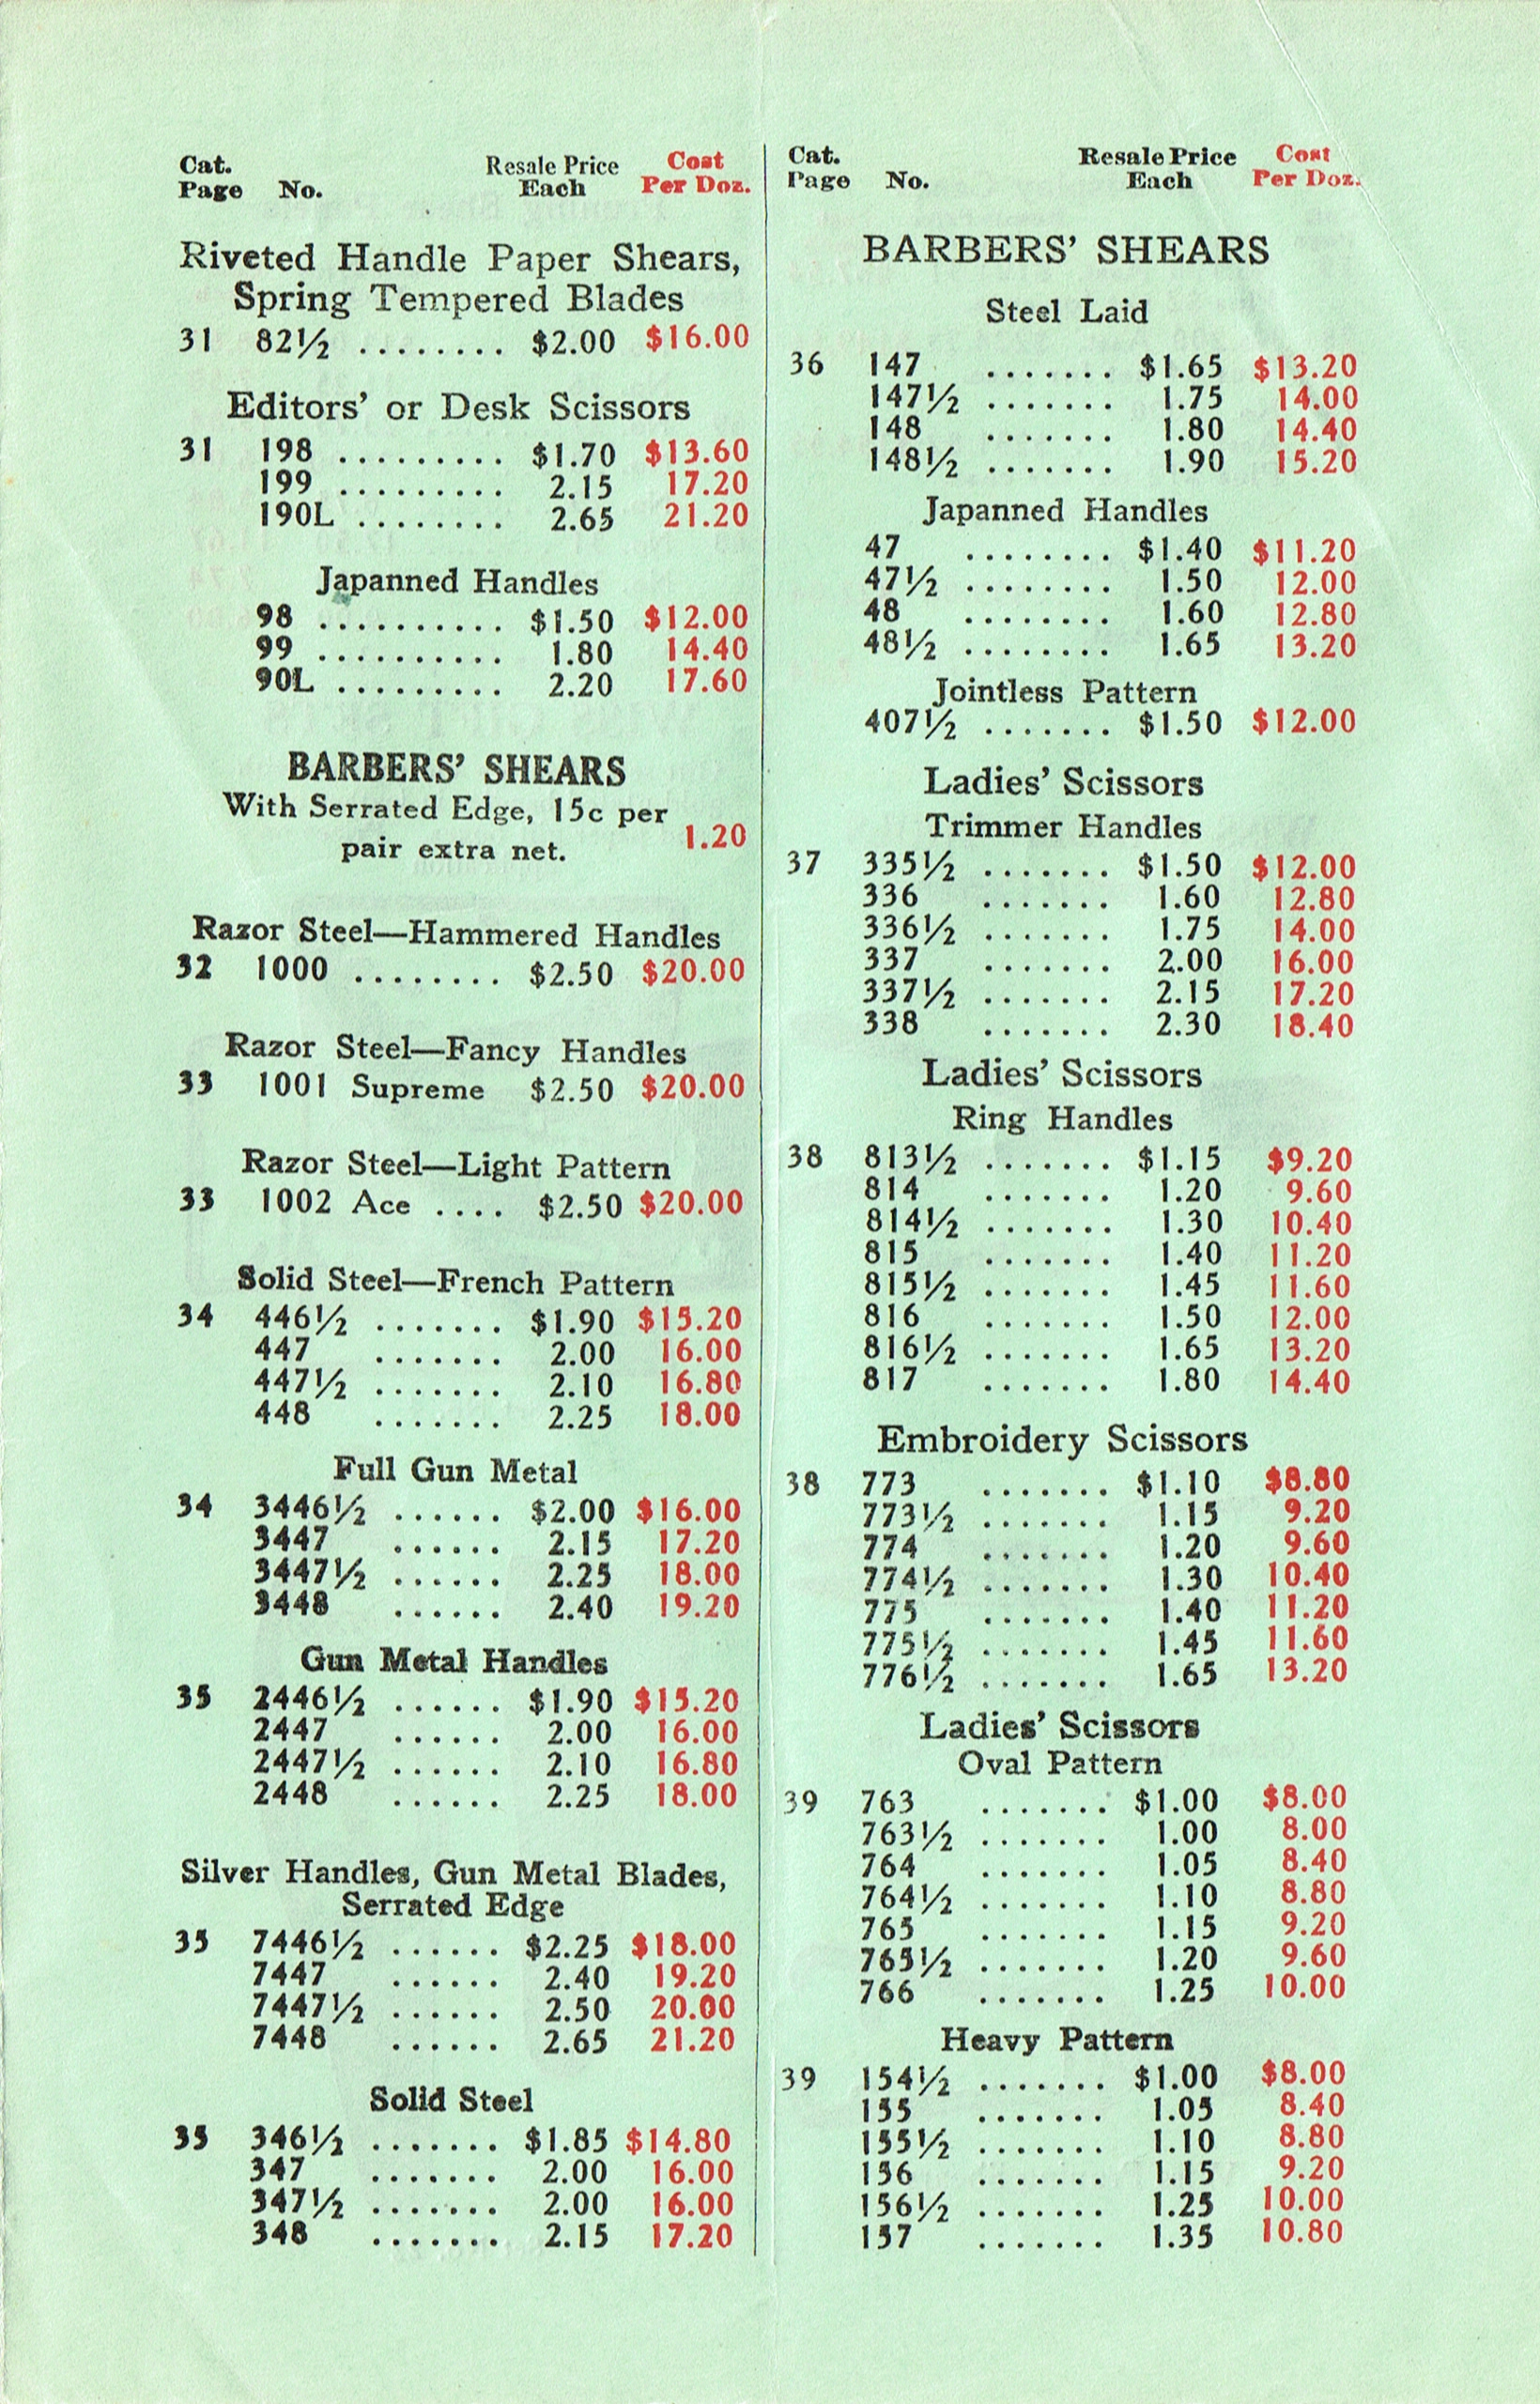 Cat. Resale Price Cost
Page No. Each Per Doz.
Riveted Handle Paper Shears,
Spring Tempered Blades
31 82½ ........ $2.00 $16.00
Editors' or Desk Scissors
31 198 ......... $1.70 $13.60
199 ......... 2.15 17.20
190L ........ 2.65 21.20
Japanned Handles
98 .......... $1.50 $12.00
99 .......... 1.80 14.40
90L ......... 2.20 17.60
BARBERS' SHEARS
With Serrated Edge, 15c per
pair extra net. 1.20
Razor Steel—Hammered Handles
32 1000 ........ $2.50 $20.00
Razor Steel—Fancy Handles
33 1001 Supreme $2.50 $20.00
Razor Steel—Light Pattern
33 1002 Ace .... $2.50 $20.00
Solid Steel—French Pattern
34 446½ ....... $1.90 $15.20
447 ....... 2.00 16.00
447½ ....... 2.10 16.80
448 ....... 2.25 18.00
Full Gun Metal
34 3446½ ...... $2.00 $16.00
3447 ...... 2.15 17.20
3447½ ...... 2.25 18.00
3448 ...... 2.40 19.20
Gun Metal Handles
35 2446½ ...... $1.90 $15.20
2447 ...... 2.00 16.00
2447½ ...... 2.10 16.80
2448 ...... 2.25 18.00
Silver Handles, Gun Metal Blades,
Serrated Edge
35 7446½ ...... $2.25 $18.00
7447 ...... 2.40 19.20
7447½ ...... 2.50 20.00
7448 ...... 2.65 21.20
Solid Steel
35 346½ ....... $1.85 $14.80
347 ....... 2.00 16.00
347½ ....... 2.00 16.00
348 ....... 2.15 17.20
Cat. Resale Price Cost
Page No. Each Per Doz.
BARBERS' SHEARS
Steel Laid
36 147 ....... $1.65 $13.20
147½ ....... 1.75 14.00
148 ....... 1.80 14.40
148½ ....... 1.90 15.20
Japanned Handles
47 ........ $1.40 $11.20
47½ ........ 1.50 12.00
48 ........ 1.60 12.80
48½ ........ 1.65 13.20
Jointless Pattern
407½ ....... $1.50 $12.00
Ladies' Scissors
Trimmer Handles
37 335½ ....... $1.50 $12.00
336 ....... 1.60 12.80
336½ ....... 1.75 14.00
337 ....... 2.00 16.00
337½ ....... 2.15 17.20
338 ....... 2.30 18.40
Ladies' Scissors
Ring Handles
38 813½ ....... $1.15 $9.20
814 ....... 1.20 9.60
814½ ....... 1.30 10.40
815 ....... 1.40 11.20
815½ ....... 1.45 11.60
816 ....... 1.50 12.00
816½ ....... 1.65 13.20
817 ....... 1.80 14.40
Embroidery Scissors
38 773 ....... $1.10 $8.80
773½ ....... 1.15 9.20
774 ....... 1.20 9.60
774½ ....... 1.30 10.40
775 ....... 1.40 11.20
775½ ....... 1.45 11.60
776½ ....... 1.65 13.20
Ladies' Scissors
Oval Pattern
39 763 ....... $1.00 $8.00
763½ ....... 1.00 8.00
764 ....... 1.05 8.40
764½ ....... 1.10 8.80
765 ....... 1.15 9.20
765½ ....... 1.20 9.60
766 ....... 1.25 10.00
Heavy Pattern
39 154½ ....... $1.00 $8.00
155 ....... 1.05 8.40
155½ ....... 1.10 8.80
156 ....... 1.15 9.20
156½ ....... 1.25 10.00
157 ....... 1.35 10.80